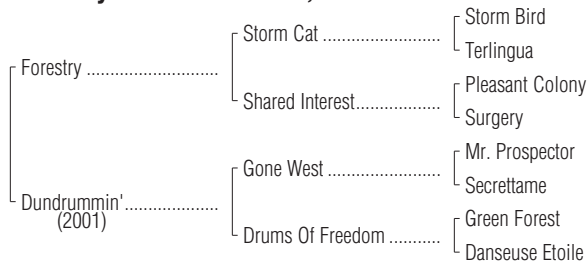 Storm Bird
Storm Cat ..........................
Terlingua
Forestry .............................
Pleasant Colony
Shared Interest...................
Surgery
Mr. Prospector
Gone West .........................
Secrettame
Dundrummin'.....................
(2001)
Green Forest
Drums Of Freedom ...........
Danseuse Etoile